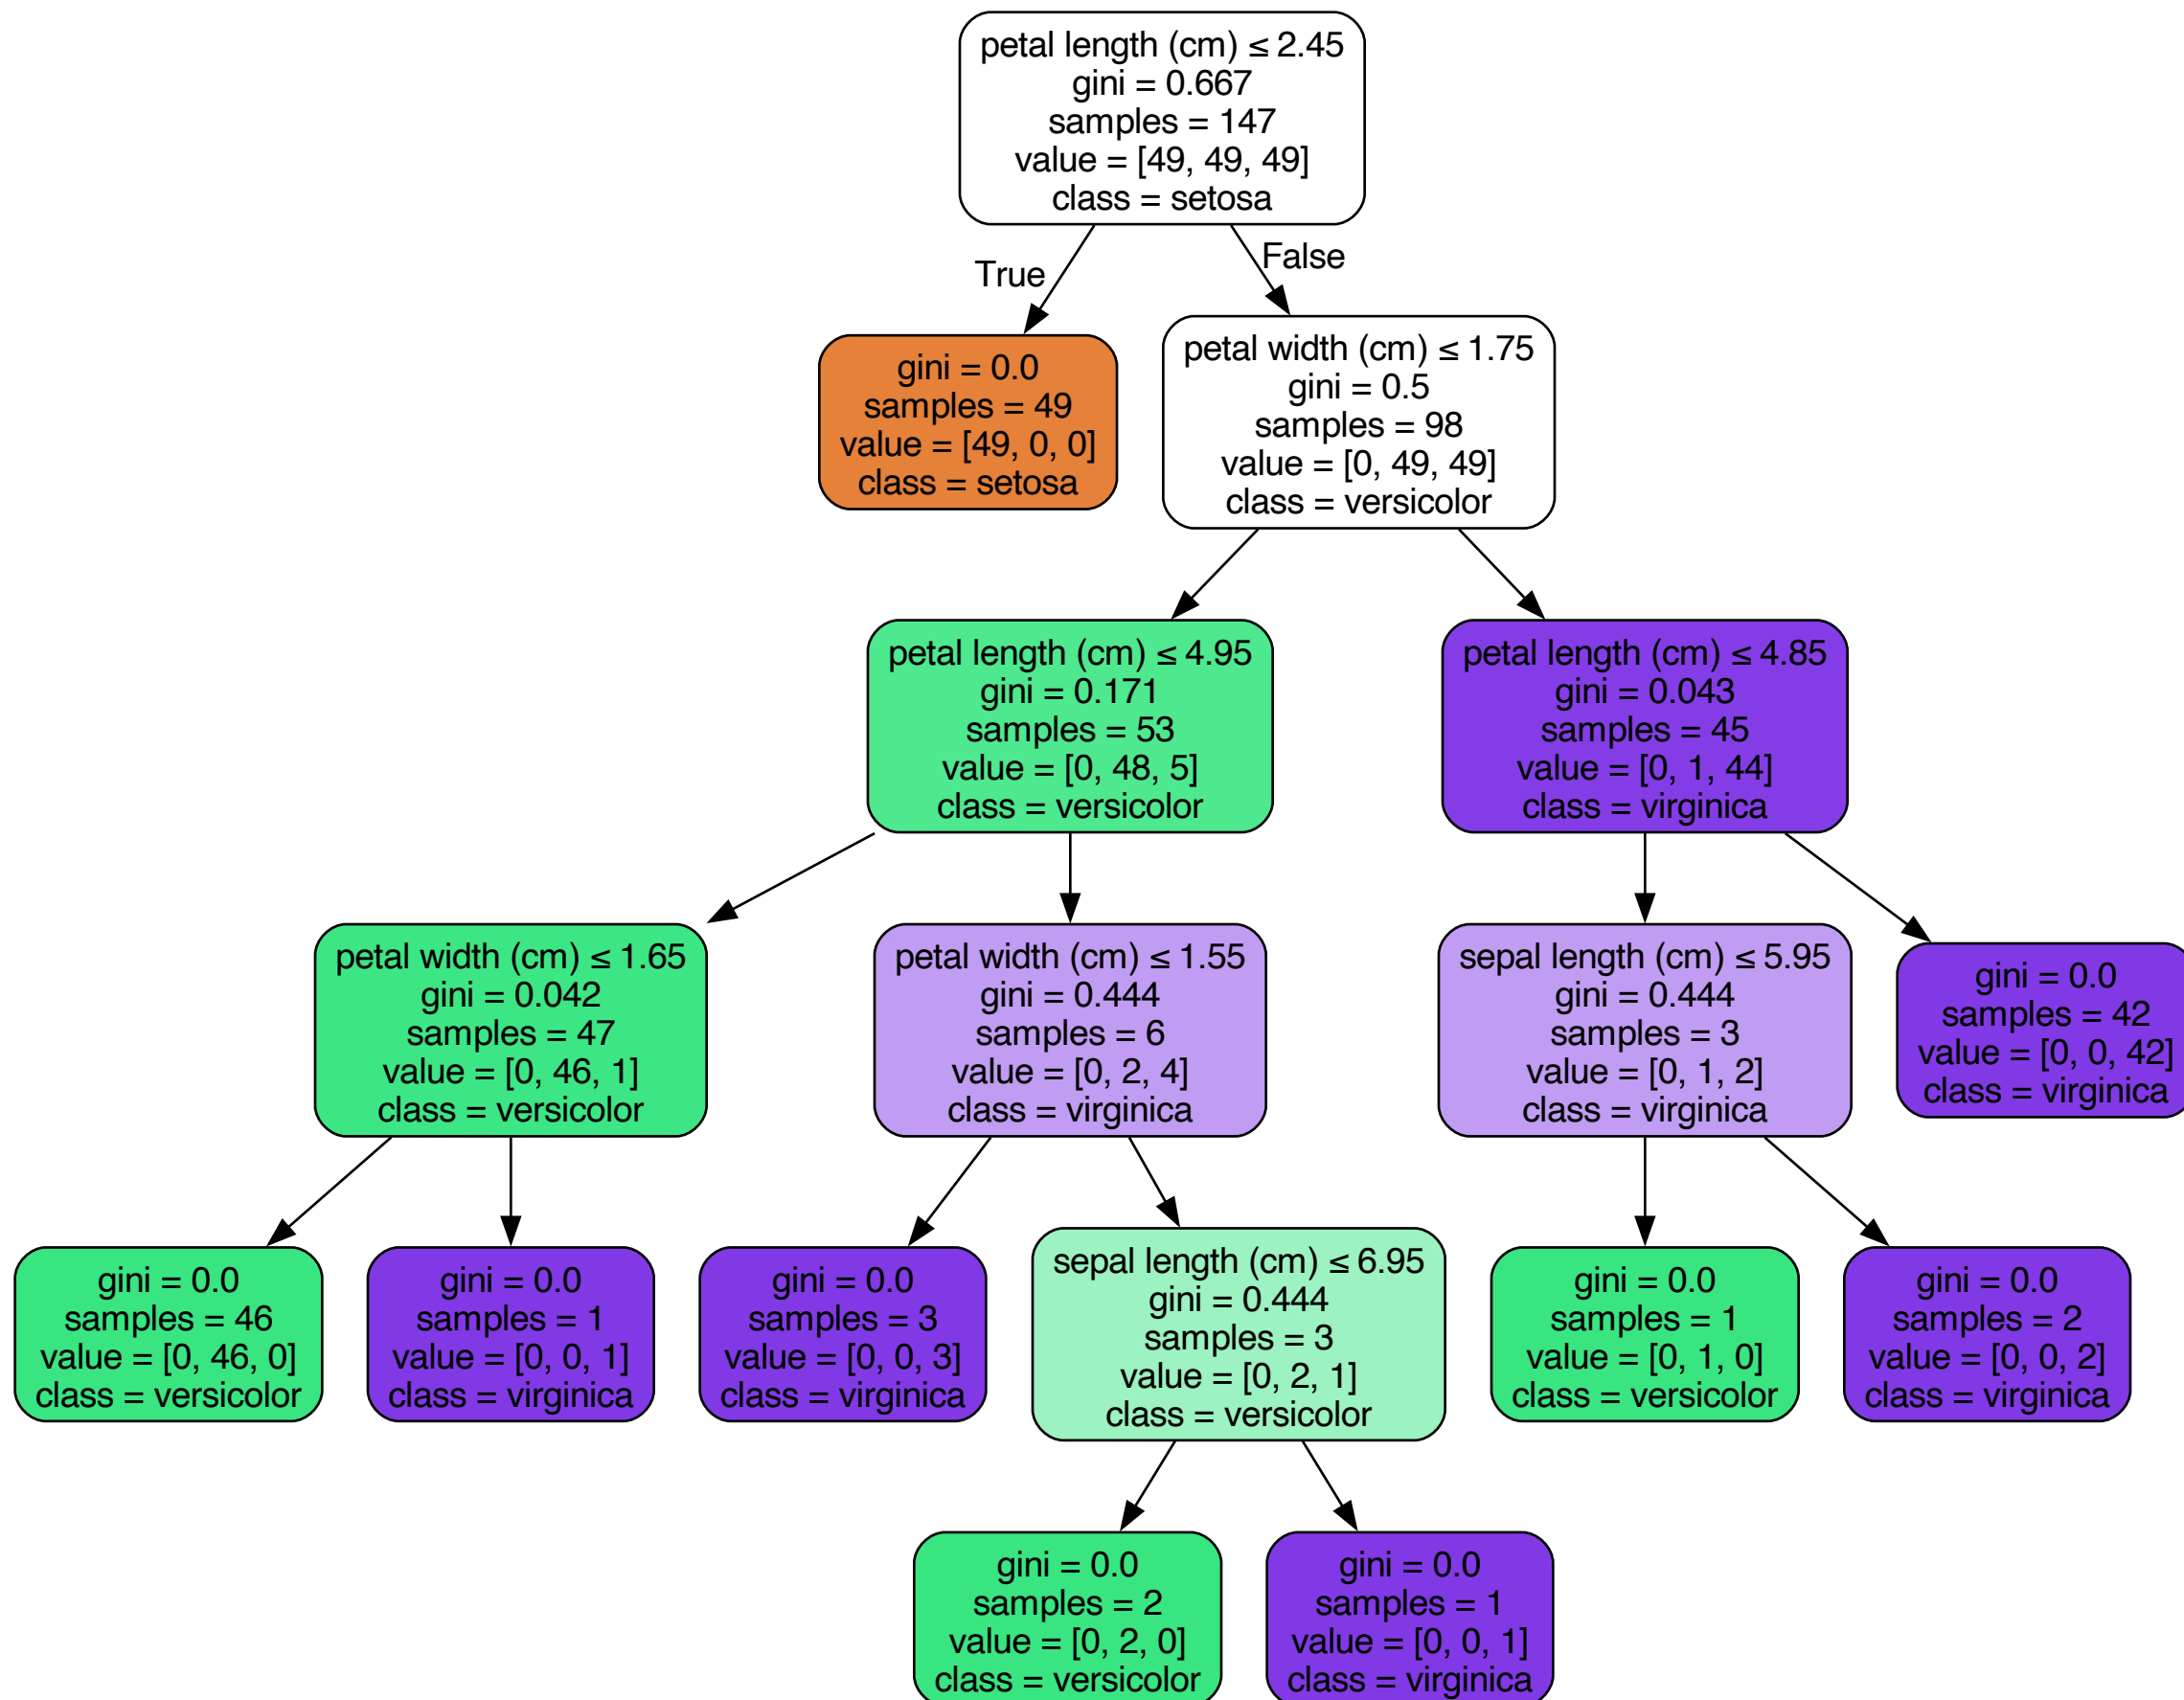 petal length (cm) ≤ 2.45
gini = 0.667
samples = 147
value = [49, 49, 49]
class = setosa
True
False
gini = 0.0
samples = 49
value = [49, 0, 0]
class = setosa
petal width (cm) ≤ 1.75
gini = 0.5
samples = 98
value = [0, 49, 49]
class = versicolor
petal length (cm) ≤ 4.95
gini = 0.171
samples = 53
value = [0, 48, 5]
class = versicolor
petal length (cm) ≤ 4.85
gini = 0.043
samples = 45
value = [0, 1, 44]
class = virginica
petal width (cm) ≤ 1.65
gini = 0.042
samples = 47
value = [0, 46, 1]
class = versicolor
petal width (cm) ≤ 1.55
gini = 0.444
samples = 6
value = [0, 2, 4]
class = virginica
sepal length (cm) ≤ 5.95
gini = 0.444
samples = 3
value = [0, 1, 2]
class = virginica
gini = 0.0
samples = 42
value = [0, 0, 42]
class = virginica
gini = 0.0
samples = 46
value = [0, 46, 0]
class = versicolor
gini = 0.0
samples = 1
value = [0, 0, 1]
class = virginica
gini = 0.0
samples = 3
value = [0, 0, 3]
class = virginica
sepal length (cm) ≤ 6.95
gini = 0.444
samples = 3
value = [0, 2, 1]
class = versicolor
gini = 0.0
samples = 1
value = [0, 1, 0]
class = versicolor
gini = 0.0
samples = 2
value = [0, 0, 2]
class = virginica
gini = 0.0
samples = 2
value = [0, 2, 0]
class = versicolor
gini = 0.0
samples = 1
value = [0, 0, 1]
class = virginica